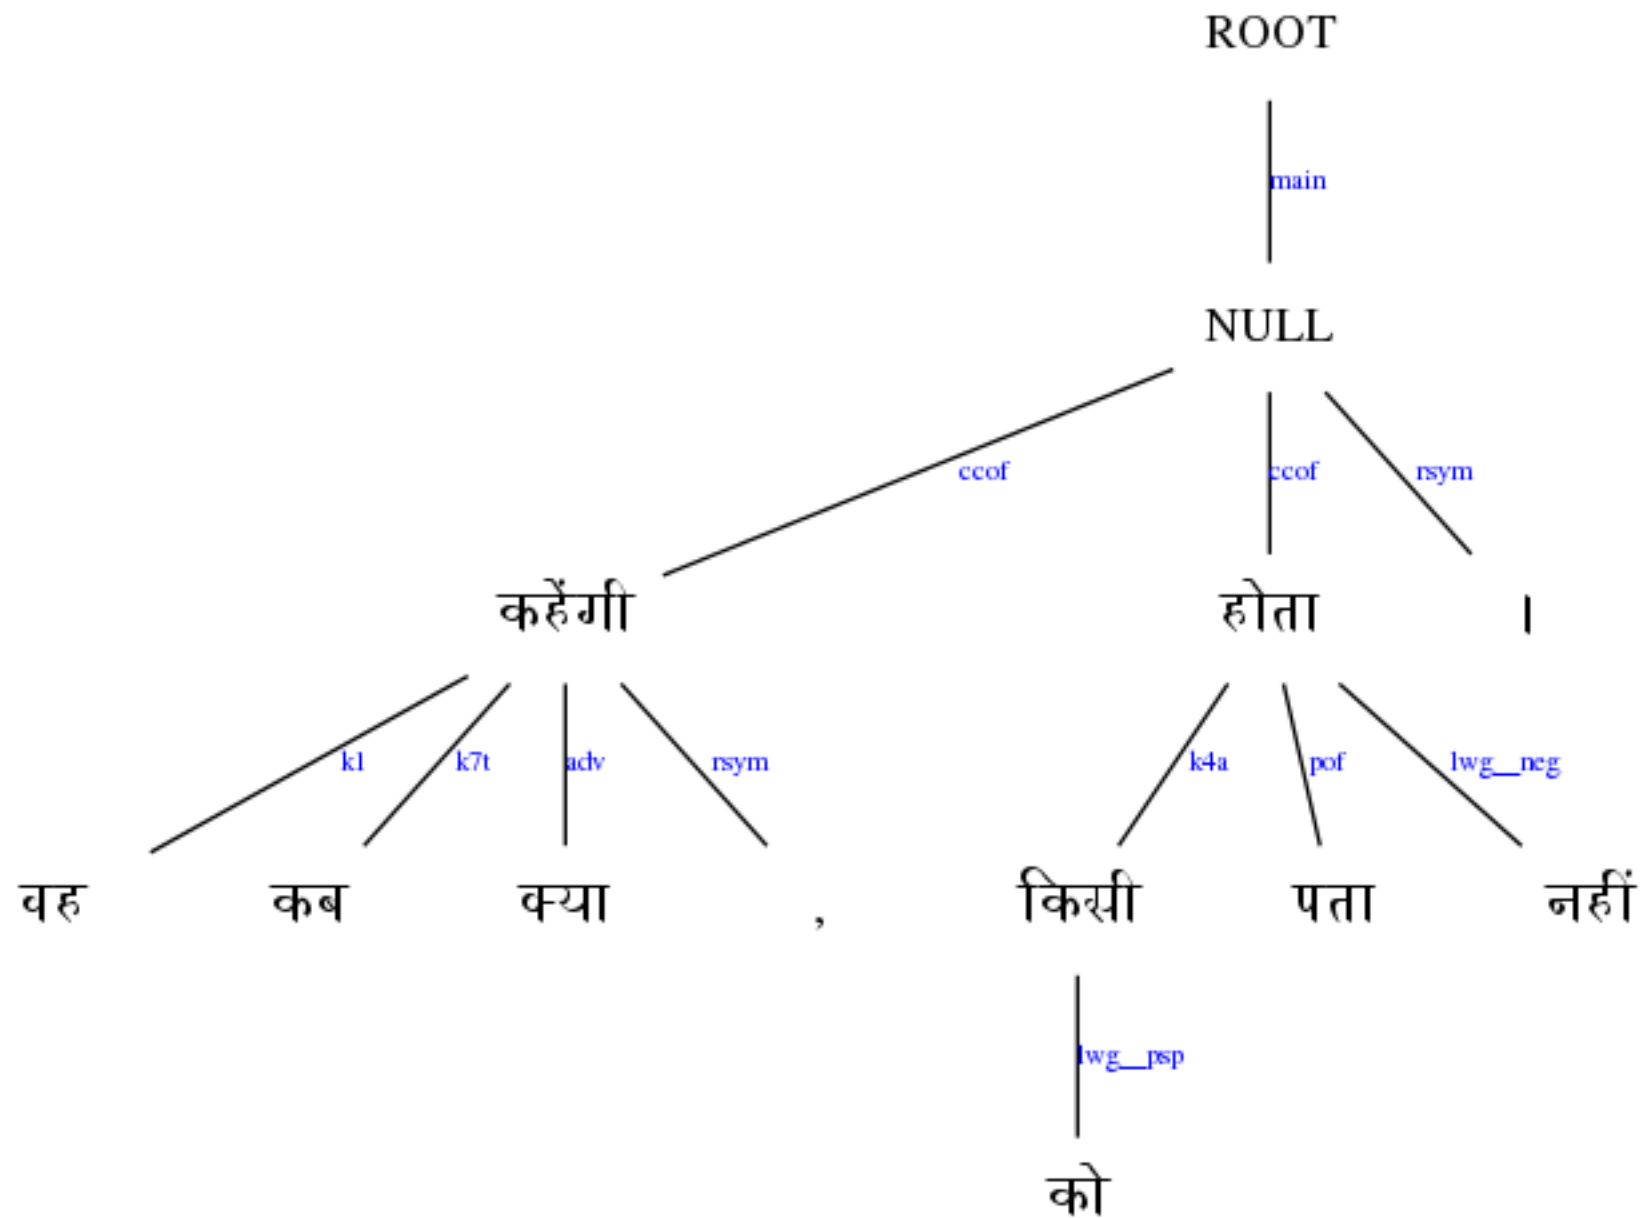 ROOT
main
NULL
ccof ccof rsym
कहेंगी होता ।
k1 k7t adv rsym k4a pof lwg__neg
वह कब क्या , किसी पता नहीं
lwg__psp
को